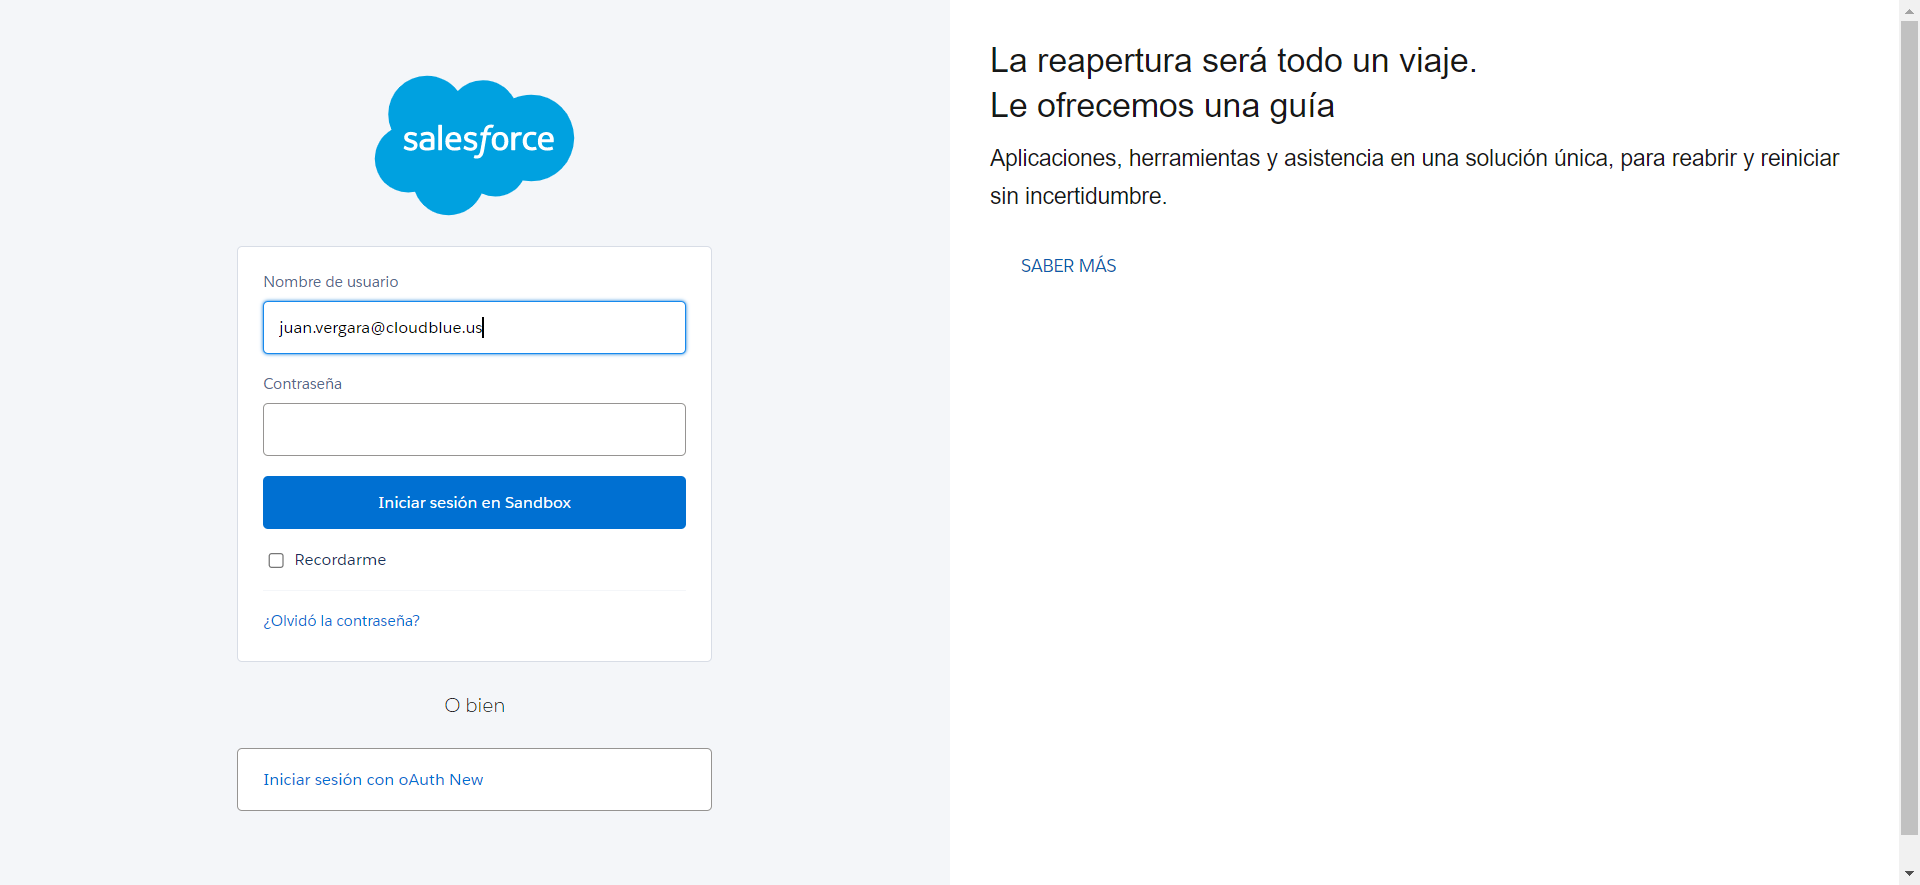 salesforce
Nombre de usuario
juan.vergara@cloudblue.us
Contraseña
Iniciar sesión en Sandbox
Recordarme
¿Olvidó la contraseña?
O bien
Iniciar sesión con oAuth New
La reapertura será todo un viaje.
Le ofrecemos una guía
Aplicaciones, herramientas y asistencia en una solución única, para reabrir y reiniciar
sin incertidumbre.
SABER MÁS